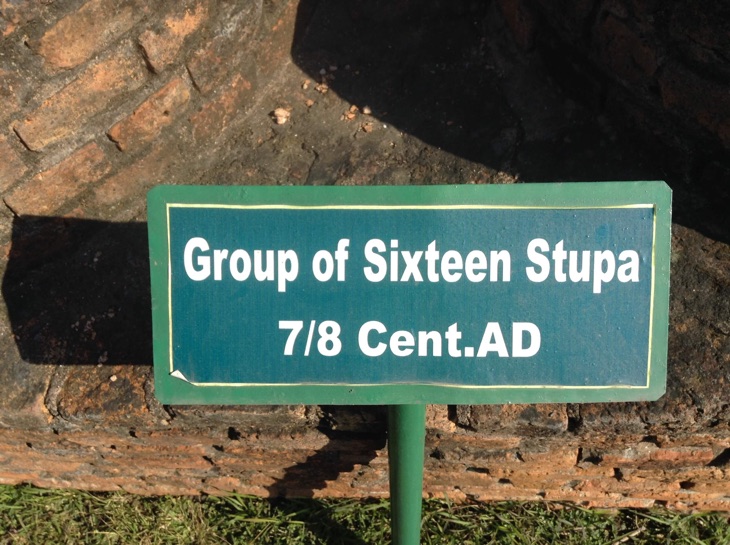 Group of Sixteen Stupa
7/8 Cent.AD